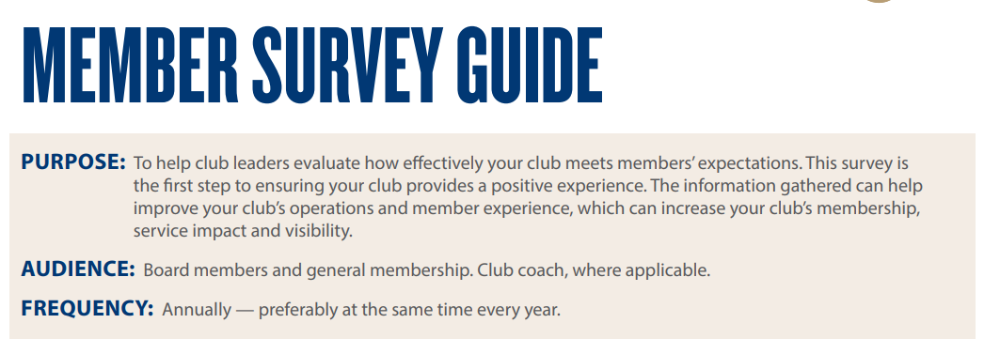 MEMBER SURVEY GUIDE
PURPOSE: To help club leaders evaluate how effectively your club meets members’ expectations. This survey is
the first step to ensuring your club provides a positive experience. The information gathered can help
improve your club’s operations and member experience, which can increase your club’s membership,
service impact and visibility.
AUDIENCE: Board members and general membership. Club coach, where applicable.
FREQUENCY: Annually — preferably at the same time every year.